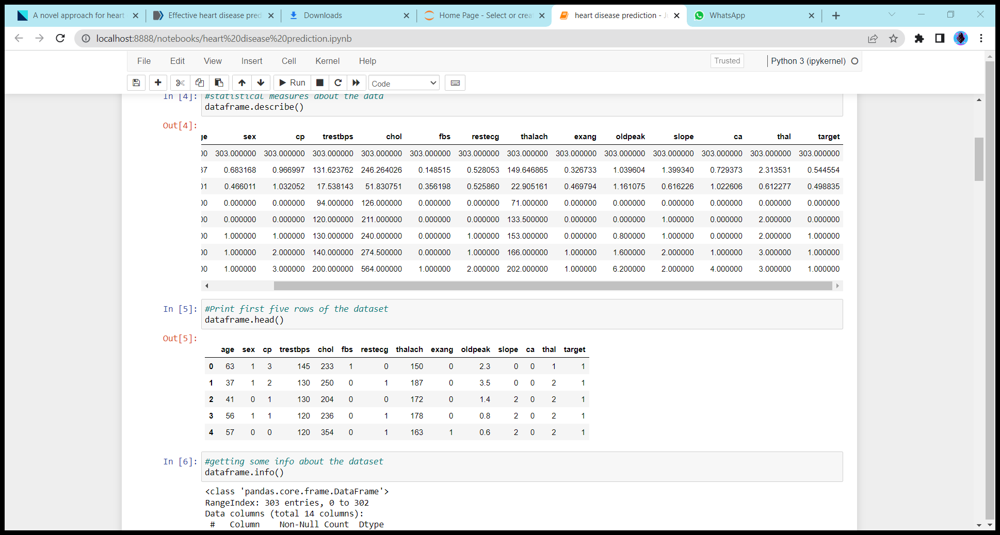 A novel approach for heart
Effective heart disease pred
Downloads
Home Page - Select or crea
heart disease prediction - J
WhatsApp
localhost:8888/notebooks/heart%20disease%20prediction.ipynb
File Edit View Insert Cell Kernel Help
Trusted
Python 3 (ipykernel)
Run
Code
In [4]: #statistical measures about the data
dataframe.describe()
Out[4]:
ge sex cp trestbps chol fbs restecg thalach exang oldpeak slope ca thal target
00 303.000000 303.000000 303.000000 303.000000 303.000000 303.000000 303.000000 303.000000 303.000000 303.000000 303.000000 303.000000 303.000000
37 0.683168 0.966997 131.623762 246.264026 0.148515 0.528053 149.646865 0.326733 1.039604 1.399340 0.729373 2.313531 0.544554
01 0.466011 1.032052 17.538143 51.830751 0.356198 0.525860 22.905161 0.469794 1.161075 0.616226 1.022606 0.612277 0.498835
00 0.000000 0.000000 94.000000 126.000000 0.000000 0.000000 71.000000 0.000000 0.000000 0.000000 0.000000 0.000000 0.000000
00 0.000000 0.000000 120.000000 211.000000 0.000000 0.000000 133.500000 0.000000 0.000000 1.000000 0.000000 2.000000 0.000000
00 1.000000 1.000000 130.000000 240.000000 0.000000 1.000000 153.000000 0.000000 0.800000 1.000000 0.000000 2.000000 1.000000
00 1.000000 2.000000 140.000000 274.500000 0.000000 1.000000 166.000000 1.000000 1.600000 2.000000 1.000000 3.000000 1.000000
00 1.000000 3.000000 200.000000 564.000000 1.000000 2.000000 202.000000 1.000000 6.200000 2.000000 4.000000 3.000000 1.000000
In [5]: #Print first five rows of the dataset
dataframe.head()
Out[5]:
age sex cp trestbps chol fbs restecg thalach exang oldpeak slope ca thal target
0 63 1 3 145 233 1 0 150 0 2.3 0 0 1 1
1 37 1 2 130 250 0 1 187 0 3.5 0 0 2 1
2 41 0 1 130 204 0 0 172 0 1.4 2 0 2 1
3 56 1 1 120 236 0 1 178 0 0.8 2 0 2 1
4 57 0 0 120 354 0 1 163 1 0.6 2 0 2 1
In [6]: #getting some info about the dataset
dataframe.info()
<class 'pandas.core.frame.DataFrame'>
RangeIndex: 303 entries, 0 to 302
Data columns (total 14 columns):
# Column Non-Null Count Dtype